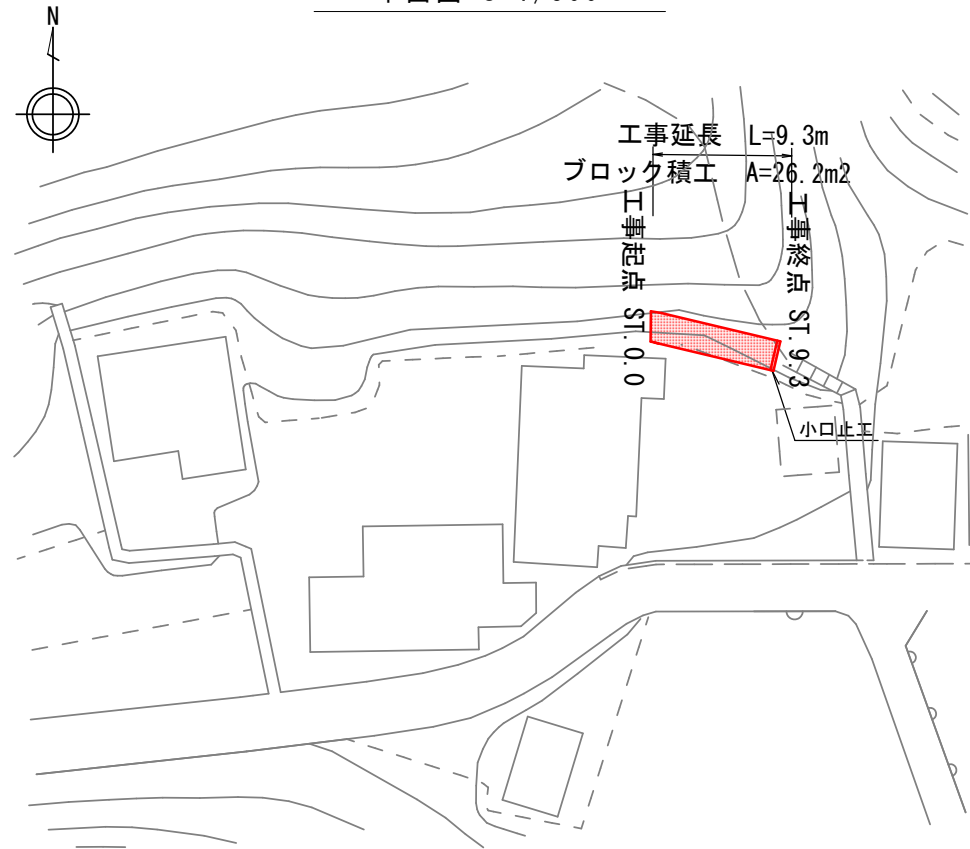 N
工事延長 L=9.3m
ブロック積工 A=26.2m2
工事起点 ST.0.0
工事終点 ST.9.3
小口止工